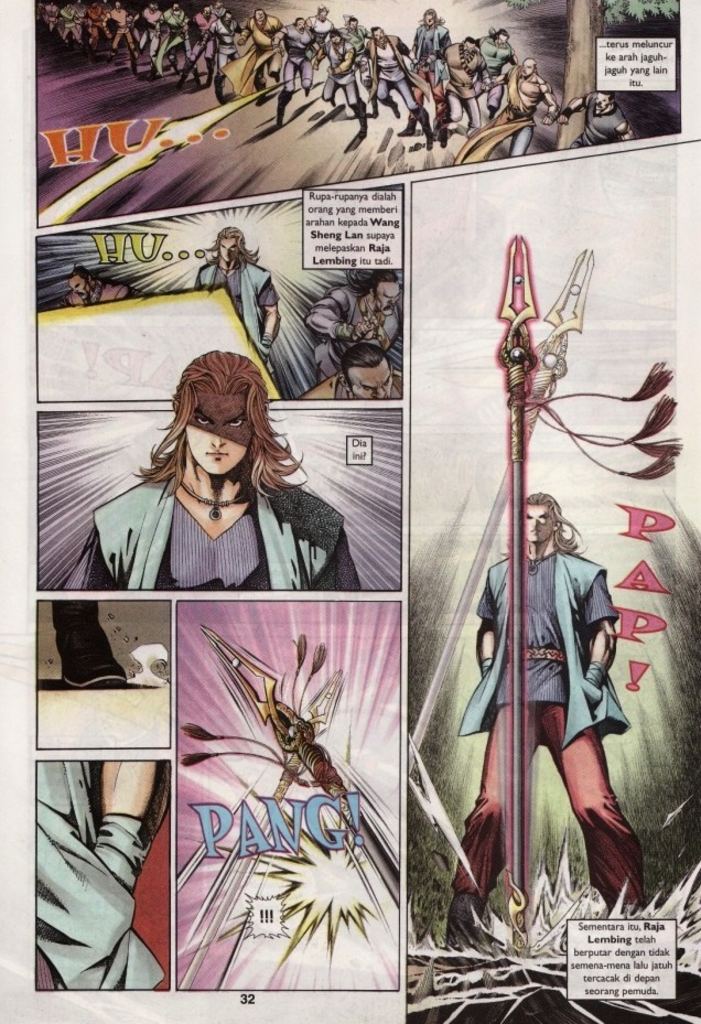 ...terus meluncur
ke arah jaguh-
jaguh yang lain
itu.
HU...
Rupa-rupanya dialah
orang yang memberi
arahan kepada Wang
Sheng Lan supaya
melepaskan Raja
Lembing itu tadi.
HU...
Dia
ini?
PANG!
!!!
PAP!
Sementara itu, Raja
Lembing telah
berputar dengan tidak
semena-mena lalu jatuh
tercacak di depan
seorang pemuda.
32